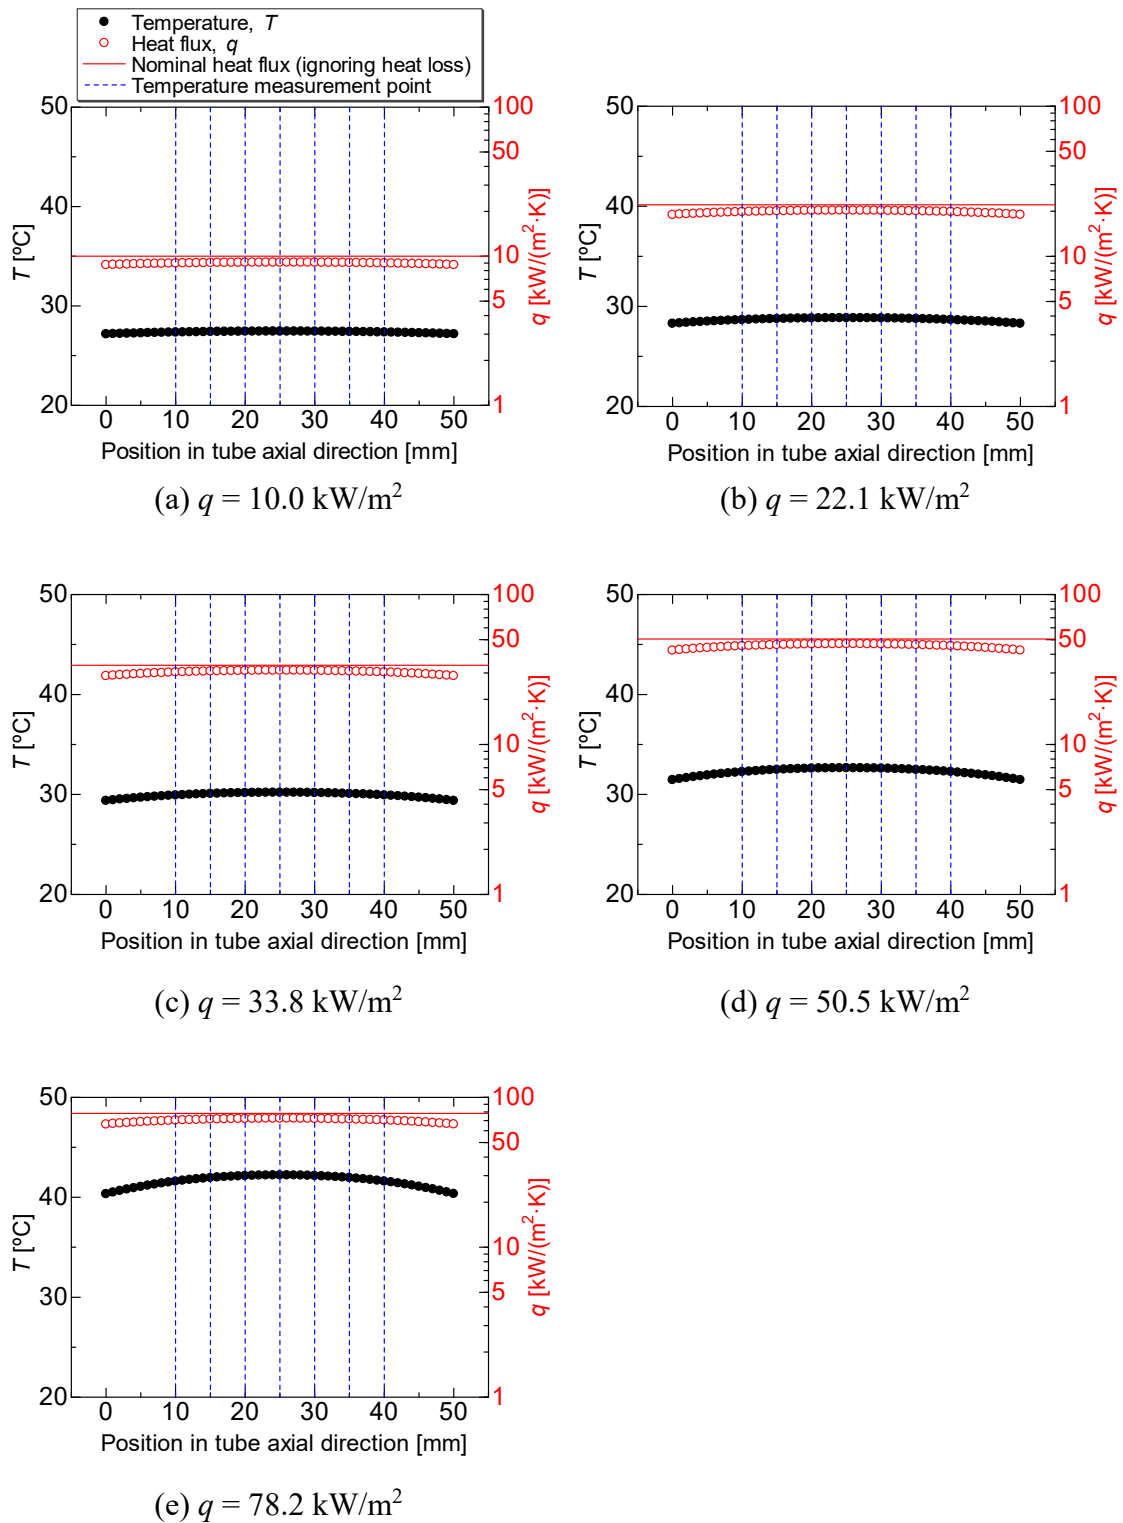 Temperature, T
Heat flux, q
Nominal heat flux (ignoring heat loss)
Temperature measurement point
50
40
30
20
T [ºC]
100
50
10
5
1
q [kW/(m²·K)]
0 10 20 30 40 50
Position in tube axial direction [mm]
(a) q = 10.0 kW/m²
50
40
30
20
T [ºC]
100
50
10
5
1
q [kW/(m²·K)]
0 10 20 30 40 50
Position in tube axial direction [mm]
(b) q = 22.1 kW/m²
50
40
30
20
T [ºC]
100
50
10
5
1
q [kW/(m²·K)]
0 10 20 30 40 50
Position in tube axial direction [mm]
(c) q = 33.8 kW/m²
50
40
30
20
T [ºC]
100
50
10
5
1
q [kW/(m²·K)]
0 10 20 30 40 50
Position in tube axial direction [mm]
(d) q = 50.5 kW/m²
50
40
30
20
T [ºC]
100
50
10
5
1
q [kW/(m²·K)]
0 10 20 30 40 50
Position in tube axial direction [mm]
(e) q = 78.2 kW/m²